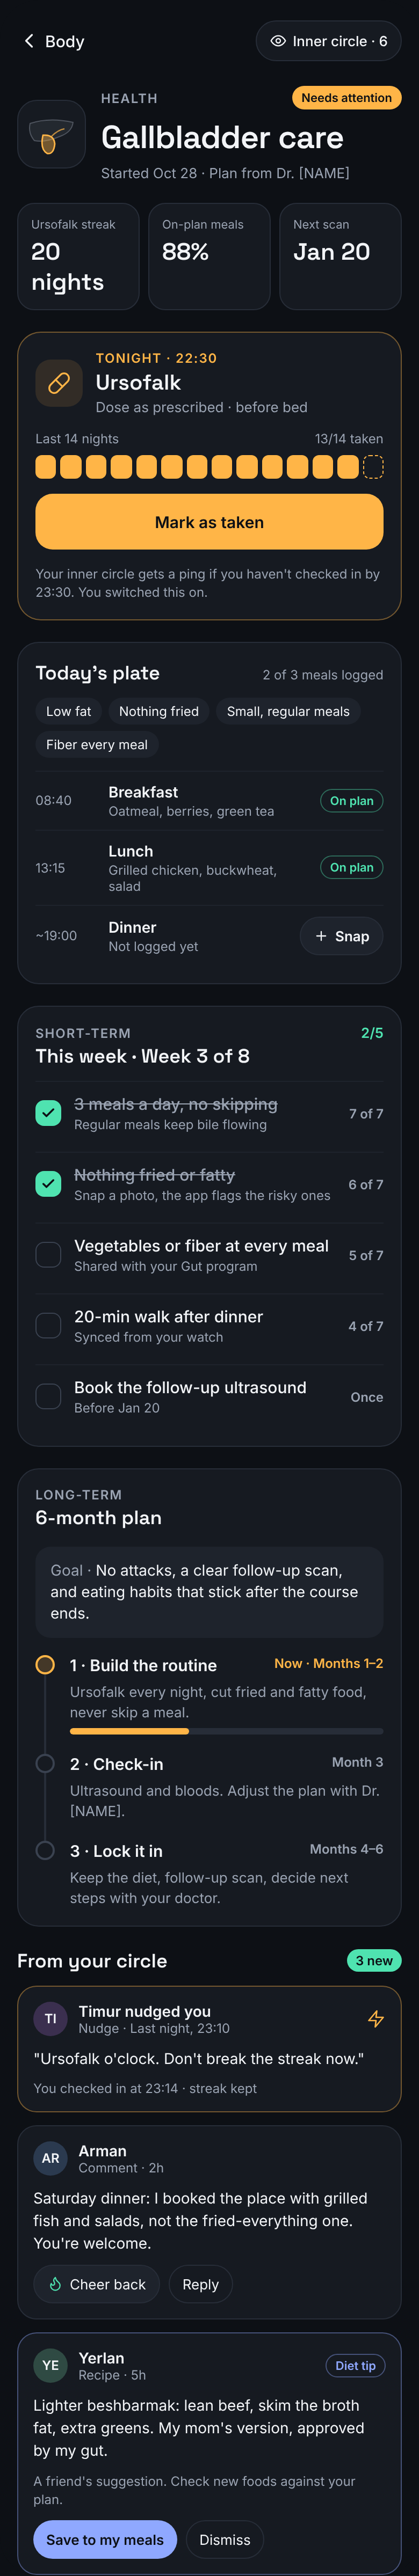 Body
Inner circle · 6
HEALTH
Needs attention
Gallbladder care
Started Oct 28 · Plan from Dr. [NAME]
Ursofalk streak
20
nights
On-plan meals
88%
Next scan
Jan 20
TONIGHT · 22:30
Ursofalk
Dose as prescribed · before bed
Last 14 nights
13/14 taken
Mark as taken
Your inner circle gets a ping if you haven't checked in by
23:30. You switched this on.
Today's plate
2 of 3 meals logged
Low fat
Nothing fried
Small, regular meals
Fiber every meal
08:40
Breakfast
Oatmeal, berries, green tea
On plan
13:15
Lunch
Grilled chicken, buckwheat,
salad
On plan
~19:00
Dinner
Not logged yet
+ Snap
SHORT-TERM
2/5
This week · Week 3 of 8
3 meals a day, no skipping
Regular meals keep bile flowing
7 of 7
Nothing fried or fatty
Snap a photo, the app flags the risky ones
6 of 7
Vegetables or fiber at every meal
Shared with your Gut program
5 of 7
20-min walk after dinner
Synced from your watch
4 of 7
Book the follow-up ultrasound
Before Jan 20
Once
LONG-TERM
6-month plan
Goal · No attacks, a clear follow-up scan,
and eating habits that stick after the course
ends.
1 · Build the routine
Now · Months 1–2
Ursofalk every night, cut fried and fatty food,
never skip a meal.
2 · Check-in
Month 3
Ultrasound and bloods. Adjust the plan with Dr.
[NAME].
3 · Lock it in
Months 4–6
Keep the diet, follow-up scan, decide next
steps with your doctor.
From your circle
3 new
TI
Timur nudged you
Nudge · Last night, 23:10
"Ursofalk o'clock. Don't break the streak now."
You checked in at 23:14 · streak kept
AR
Arman
Comment · 2h
Saturday dinner: I booked the place with grilled
fish and salads, not the fried-everything one.
You're welcome.
Cheer back
Reply
YE
Yerlan
Recipe · 5h
Diet tip
Lighter beshbarmak: lean beef, skim the broth
fat, extra greens. My mom's version, approved
by my gut.
A friend's suggestion. Check new foods against your
plan.
Save to my meals
Dismiss